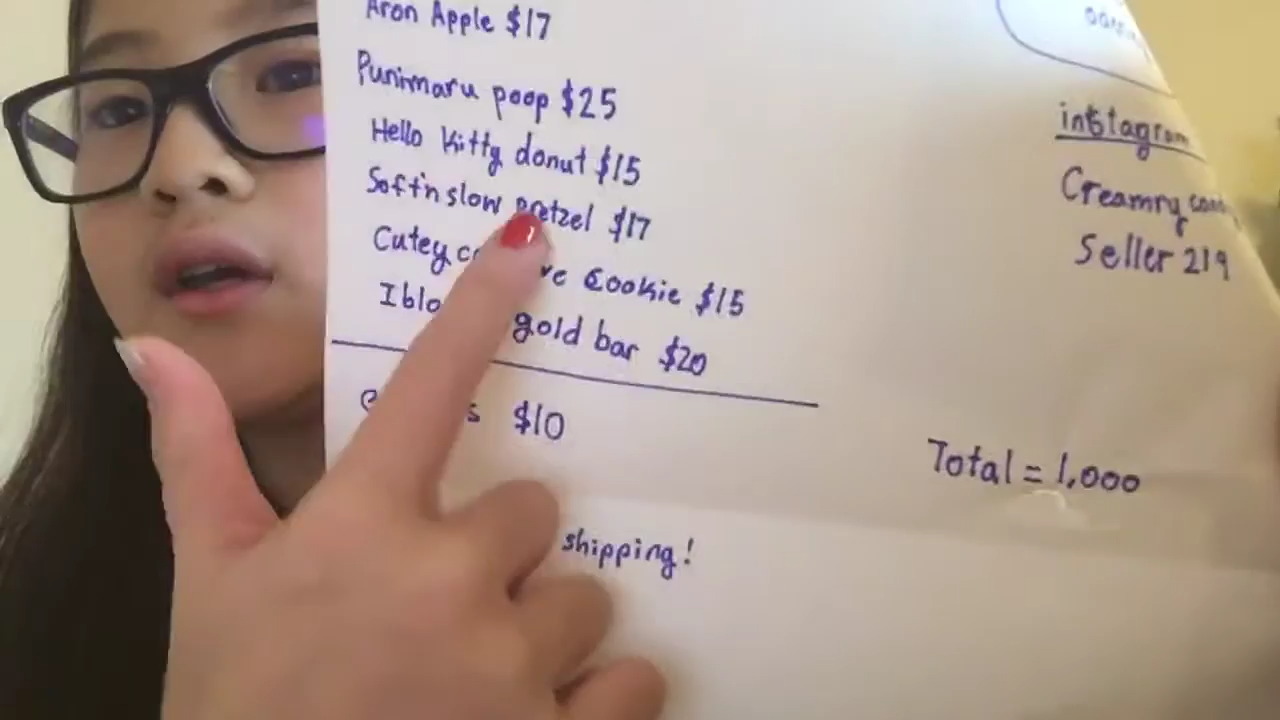 Aron Apple $17
Punimaru poop $25
Hello kitty donut $15
Soft'n slow pretzel $17
Cutey Cookie $15
gold bar $20
$10
shipping!
instagram
Creamry
Seller 219
Total = 1,000